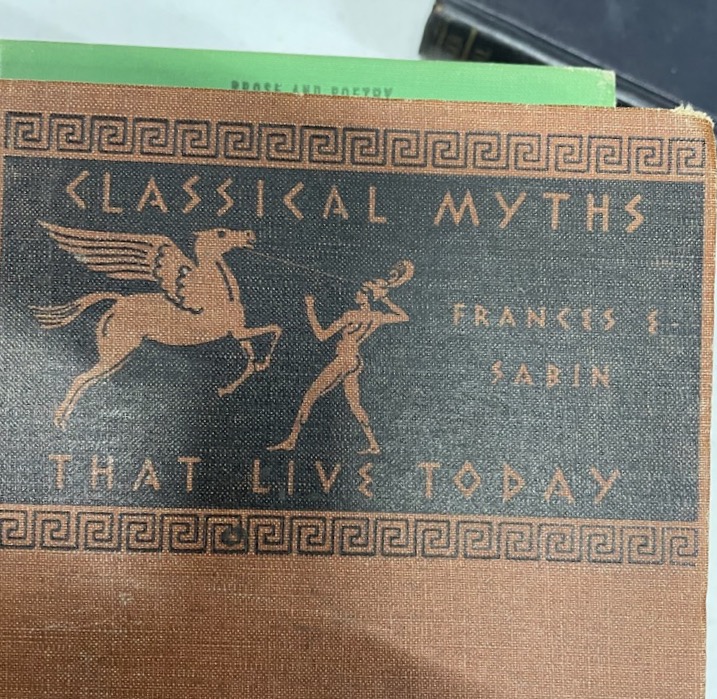 PROSE AND POETRY
CLASSICAL MYTHS
FRANCES E.
SABIN
THAT LIVE TODAY